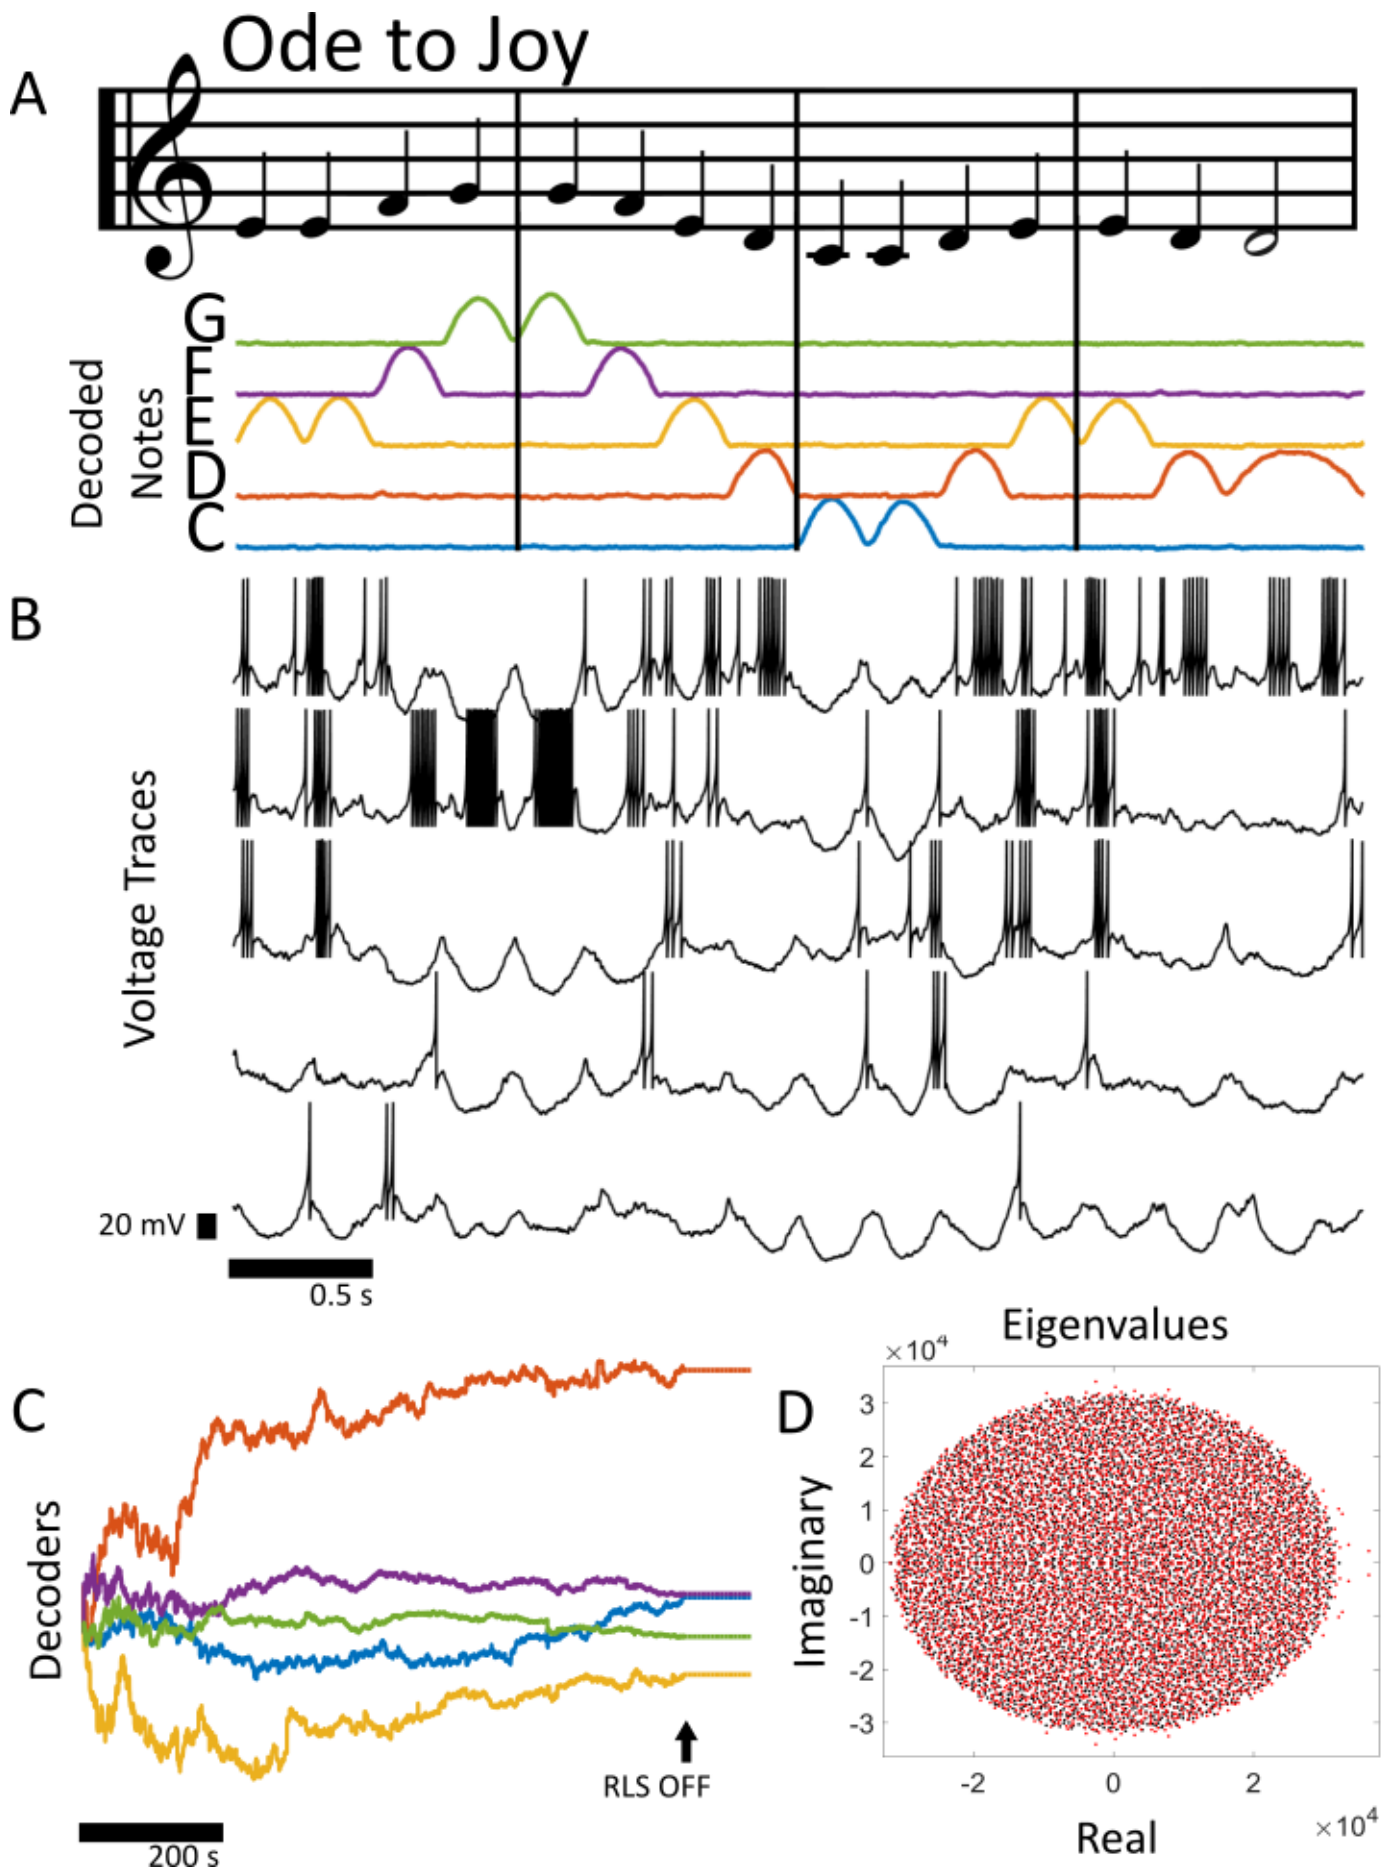 Ode to Joy
A
Decoded
Notes
G
F
E
D
C
B
Voltage Traces
20 mV
0.5 s
C
Decoders
RLS OFF
200 s
D
Eigenvalues
×10⁴
Imaginary
3
2
1
0
-1
-2
-3
-2 0 2
×10⁴
Real